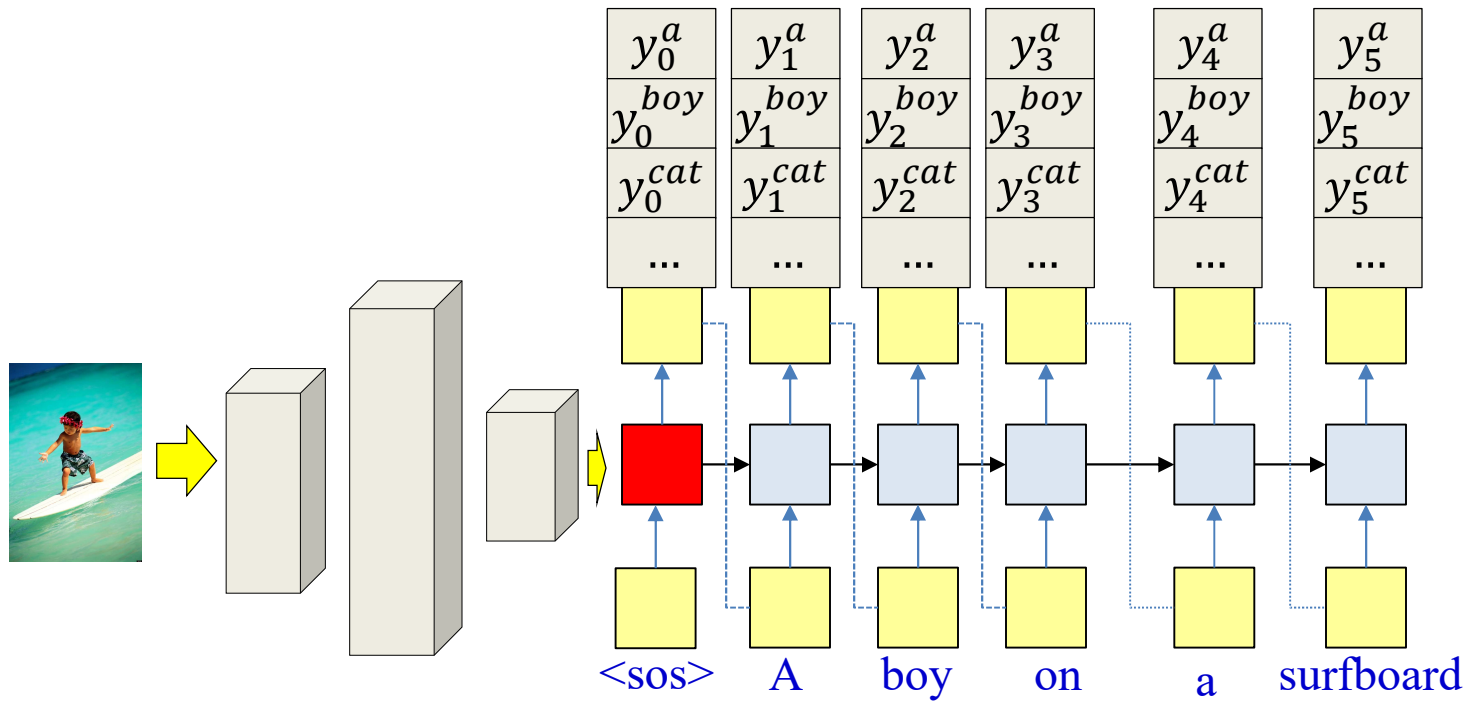 y_0^a y_1^a y_2^a y_3^a y_4^a y_5^a
y_0^boy y_1^boy y_2^boy y_3^boy y_4^boy y_5^boy
y_0^cat y_1^cat y_2^cat y_3^cat y_4^cat y_5^cat
... ... ... ... ... ...
<sos> A boy on a surfboard